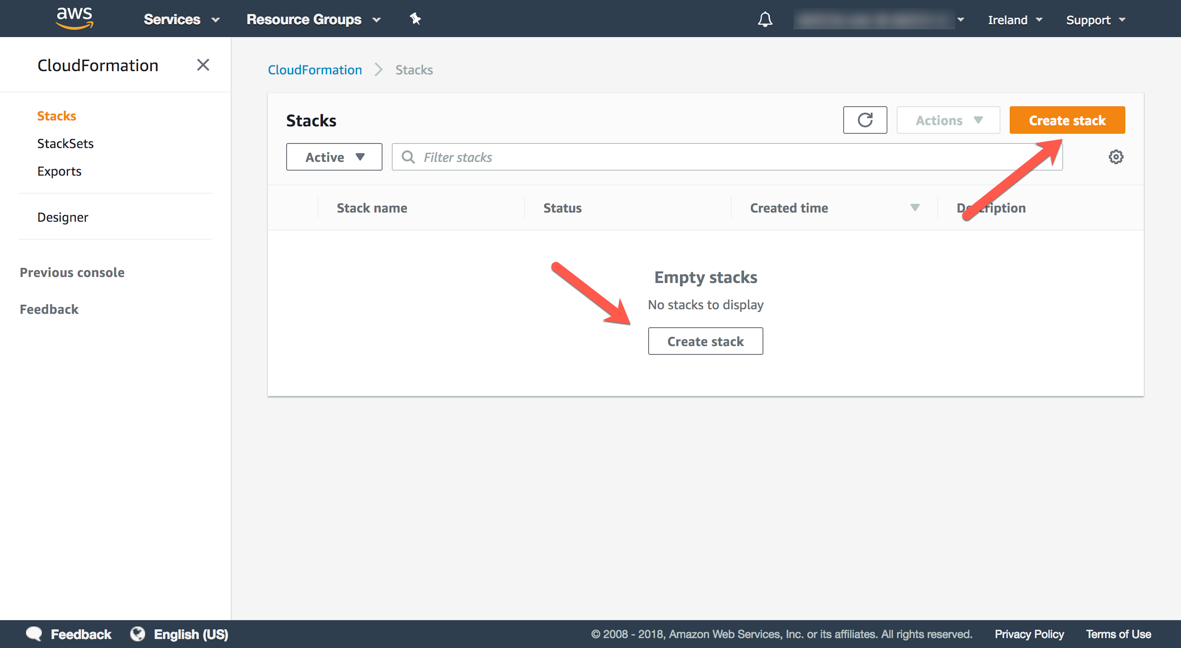 aws Services Resource Groups Ireland Support
CloudFormation
CloudFormation Stacks
Stacks
StackSets
Exports
Designer
Previous console
Feedback
Stacks Actions Create stack
Active Filter stacks
Stack name Status Created time Description
Empty stacks
No stacks to display
Create stack
Feedback English (US) © 2008 - 2018, Amazon Web Services, Inc. or its affiliates. All rights reserved. Privacy Policy Terms of Use